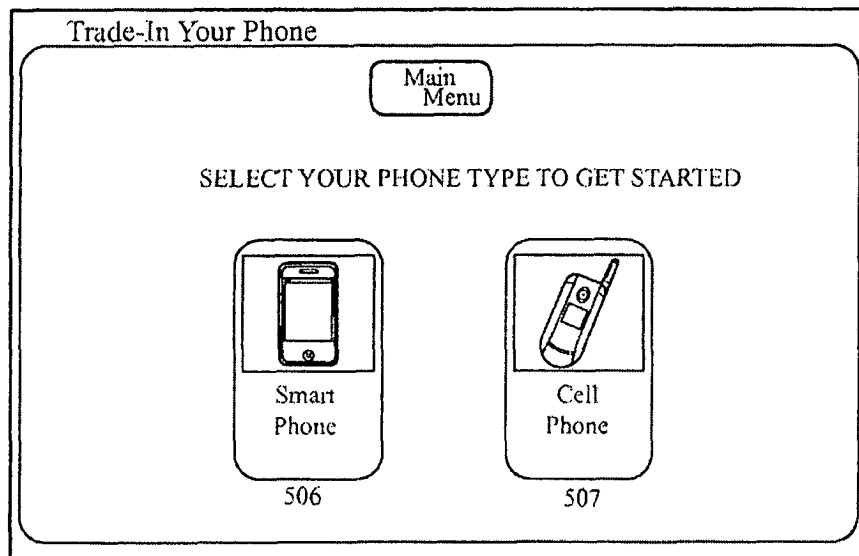 Trade-In Your Phone
Main
Menu
SELECT YOUR PHONE TYPE TO GET STARTED
Smart
Phone
506
Cell
Phone
507